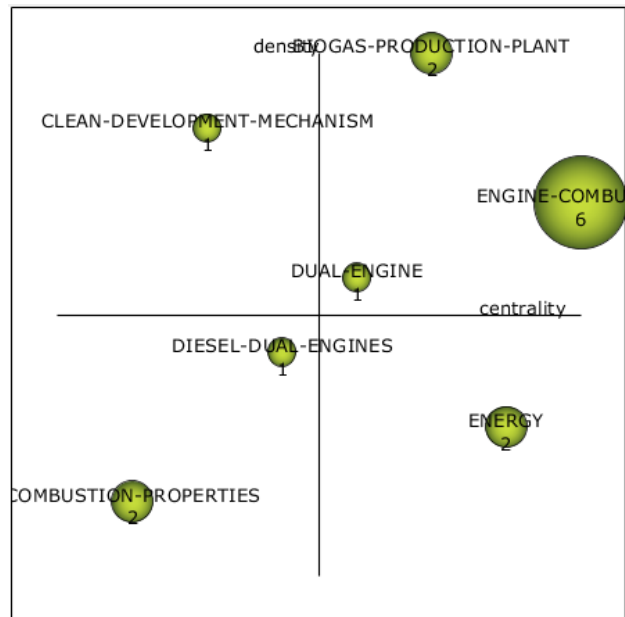 density
BIOGAS-PRODUCTION-PLANT
2
CLEAN-DEVELOPMENT-MECHANISM
1
ENGINE-COMBU
6
DUAL-ENGINE
1
centrality
DIESEL-DUAL-ENGINES
1
ENERGY
2
COMBUSTION-PROPERTIES
2